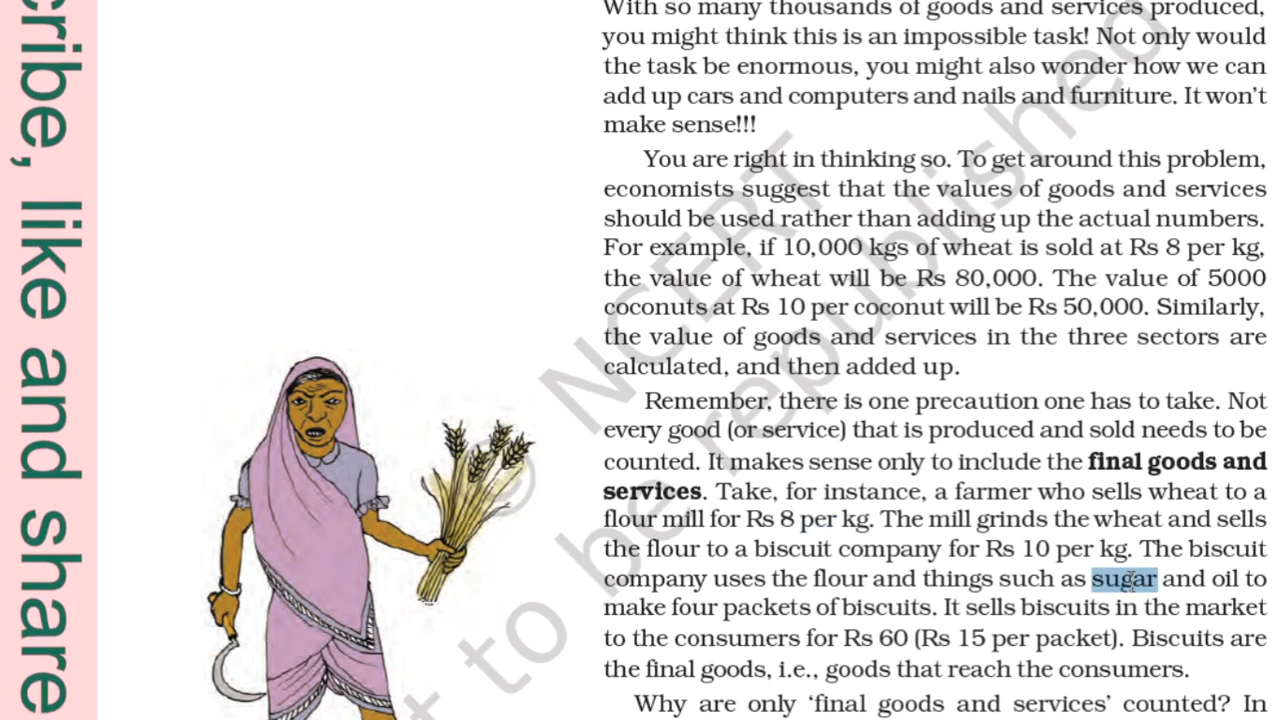 cribe, like and share
With so many thousands of goods and services produced,
you might think this is an impossible task! Not only would
the task be enormous, you might also wonder how we can
add up cars and computers and nails and furniture. It won't
make sense!!!
You are right in thinking so. To get around this problem,
economists suggest that the values of goods and services
should be used rather than adding up the actual numbers.
For example, if 10,000 kgs of wheat is sold at Rs 8 per kg,
the value of wheat will be Rs 80,000. The value of 5000
coconuts at Rs 10 per coconut will be Rs 50,000. Similarly,
the value of goods and services in the three sectors are
calculated, and then added up.
Remember, there is one precaution one has to take. Not
every good (or service) that is produced and sold needs to be
counted. It makes sense only to include the final goods and
services. Take, for instance, a farmer who sells wheat to a
flour mill for Rs 8 per kg. The mill grinds the wheat and sells
the flour to a biscuit company for Rs 10 per kg. The biscuit
company uses the flour and things such as sugar and oil to
make four packets of biscuits. It sells biscuits in the market
to the consumers for Rs 60 (Rs 15 per packet). Biscuits are
the final goods, i.e., goods that reach the consumers.
Why are only 'final goods and services' counted? In
© NCERT
t to be republished